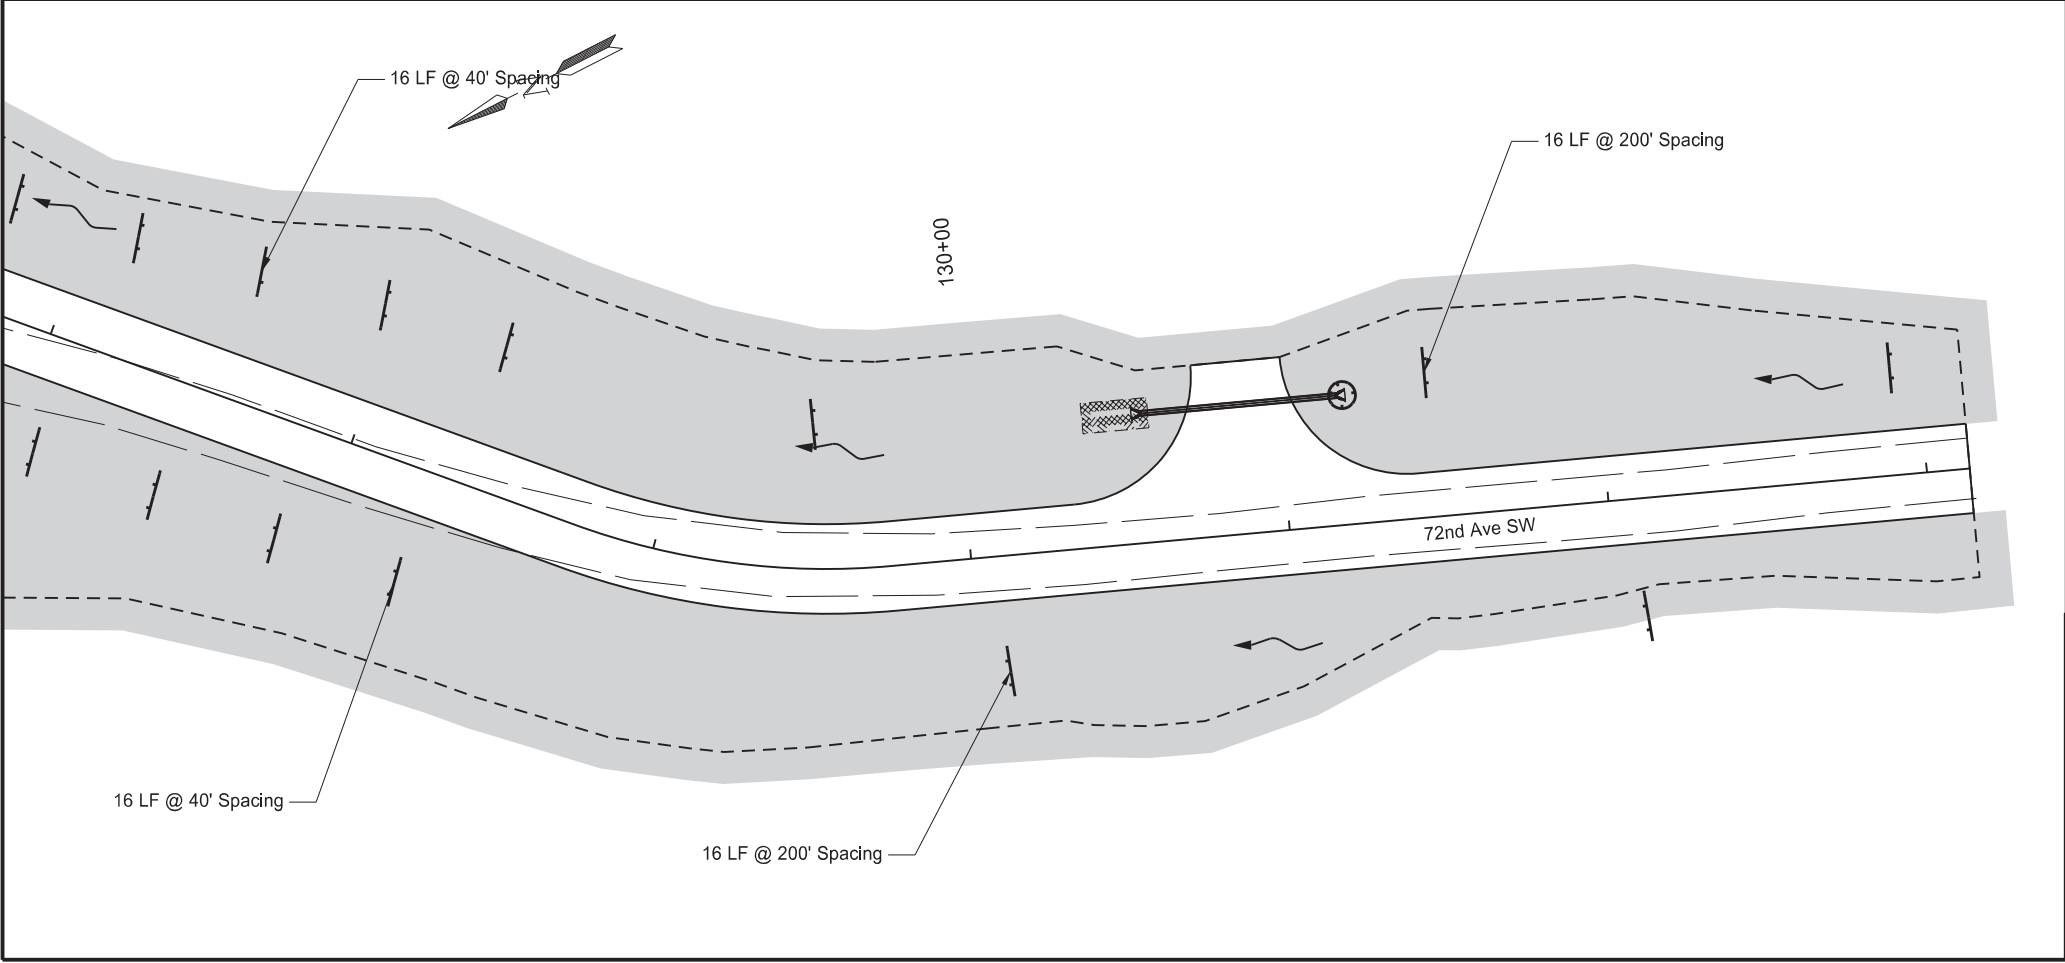 16 LF @ 40' Spacing
N
16 LF @ 200' Spacing
130+00
72nd Ave SW
16 LF @ 40' Spacing
16 LF @ 200' Spacing